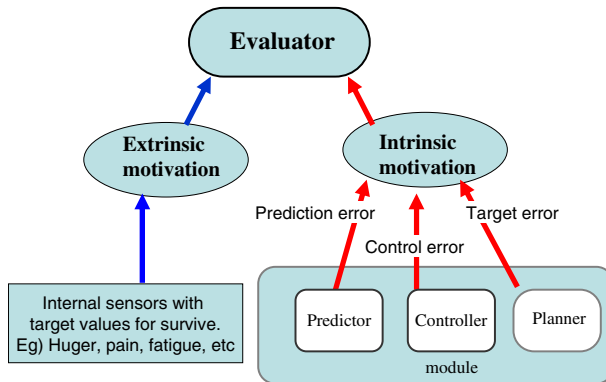 Evaluator
Extrinsic
motivation
Intrinsic
motivation
Prediction error
Target error
Control error
Internal sensors with
target values for survive.
Eg) Huger, pain, fatigue, etc
Predictor
Controller
Planner
module